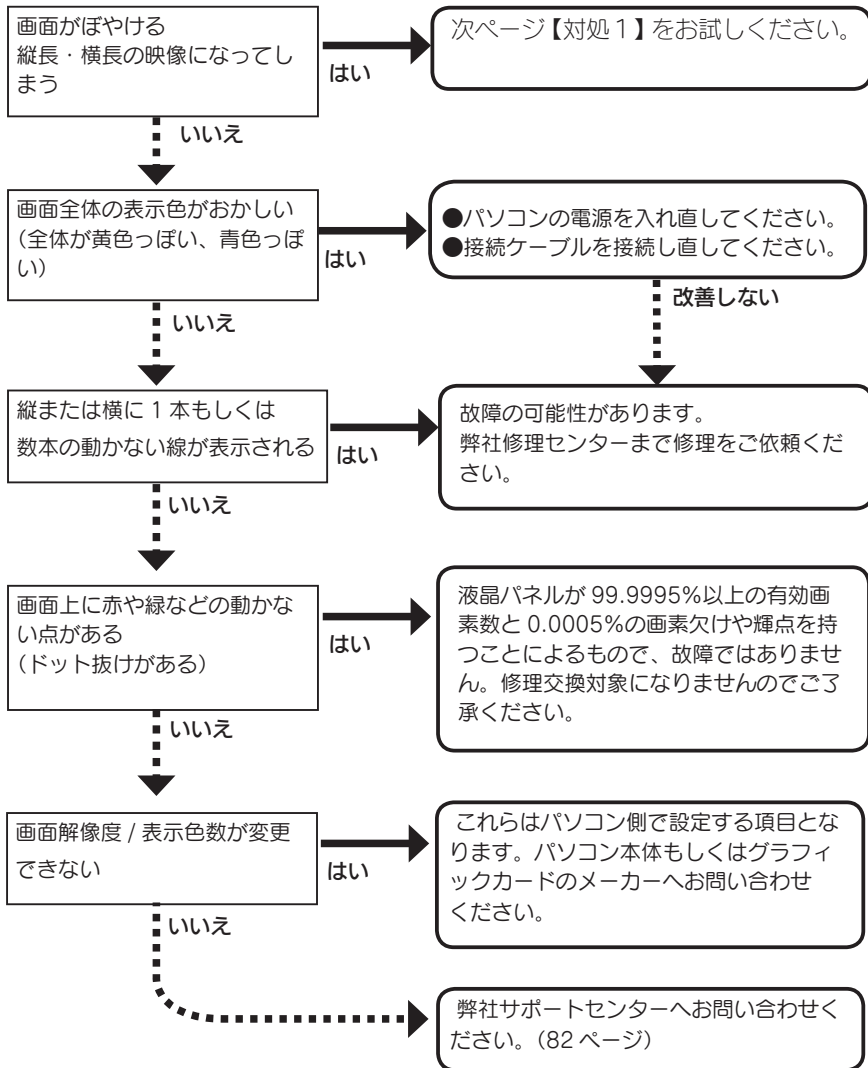 画面がぼやける
縦長・横長の映像になってし
まう
はい
次ページ【対処1】をお試しください。
いいえ
画面全体の表示色がおかしい
(全体が黄色っぽい、青色っぽ
い)
はい
●パソコンの電源を入れ直してください。
●接続ケーブルを接続し直してください。
改善しない
いいえ
縦または横に 1 本もしくは
数本の動かない線が表示される
はい
故障の可能性があります。
弊社修理センターまで修理をご依頼くだ
さい。
いいえ
画面上に赤や緑などの動かな
い点がある
(ドット抜けがある)
はい
液晶パネルが 99.9995%以上の有効画
素数と 0.0005%の画素欠けや輝点を持
つことによるもので、故障ではありませ
ん。修理交換対象になりませんのでご了
承ください。
いいえ
画面解像度 / 表示色数が変更
できない
はい
これらはパソコン側で設定する項目とな
ります。パソコン本体もしくはグラフィ
ックカードのメーカーへお問い合わせ
ください。
いいえ
弊社サポートセンターへお問い合わせく
ださい。(82 ページ)